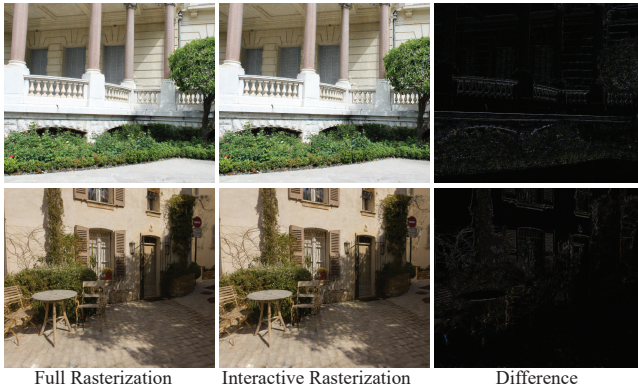 Full Rasterization
Interactive Rasterization
Difference